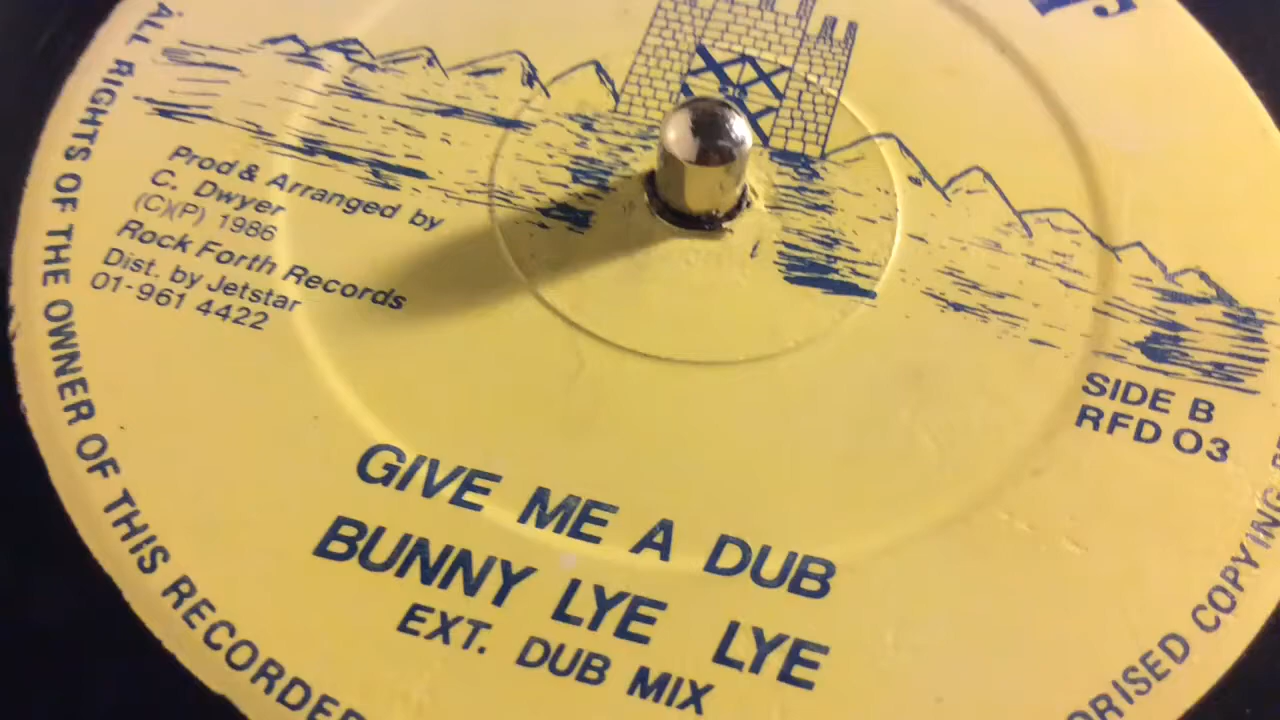 ALL RIGHTS OF THE OWNER OF THIS RECORDED
Prod & Arranged by
C. Dwyer
(C)(P) 1986
Rock Forth Records
Dist. by Jetstar
01-961 4422
SIDE B
RFD 03
GIVE ME A DUB
BUNNY LYE LYE
EXT. DUB MIX
COPYING